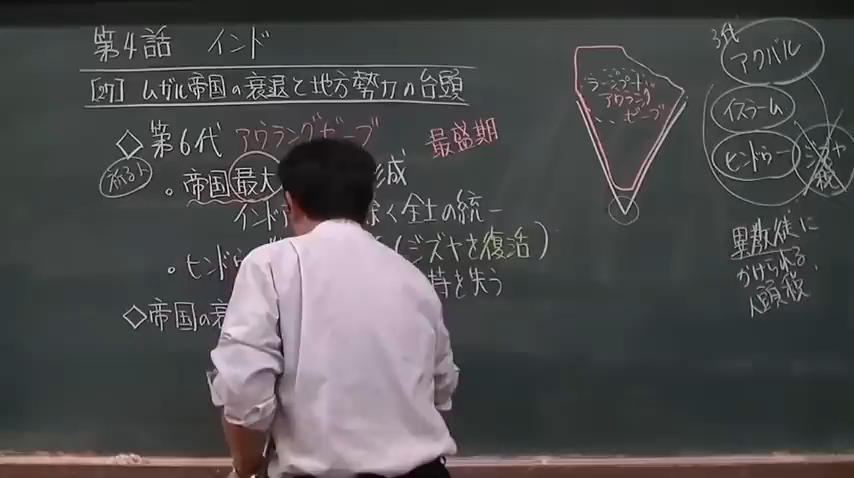 第4話 インド
[27] ムガル帝国の衰退と地方勢力の台頭
◇第6代 アウラングゼーブ 最盛期
祈る人
・帝国最大 形成
インド 除く全土の統一
・ヒンドゥー (ジズヤを復活)
持を失う
◇帝国の衰
ラージプート
アウラング
ゼーブ
3代 アクバル
イスラーム
ヒンドゥー
ジズヤ
税
異教徒に
かけられる
人頭税.